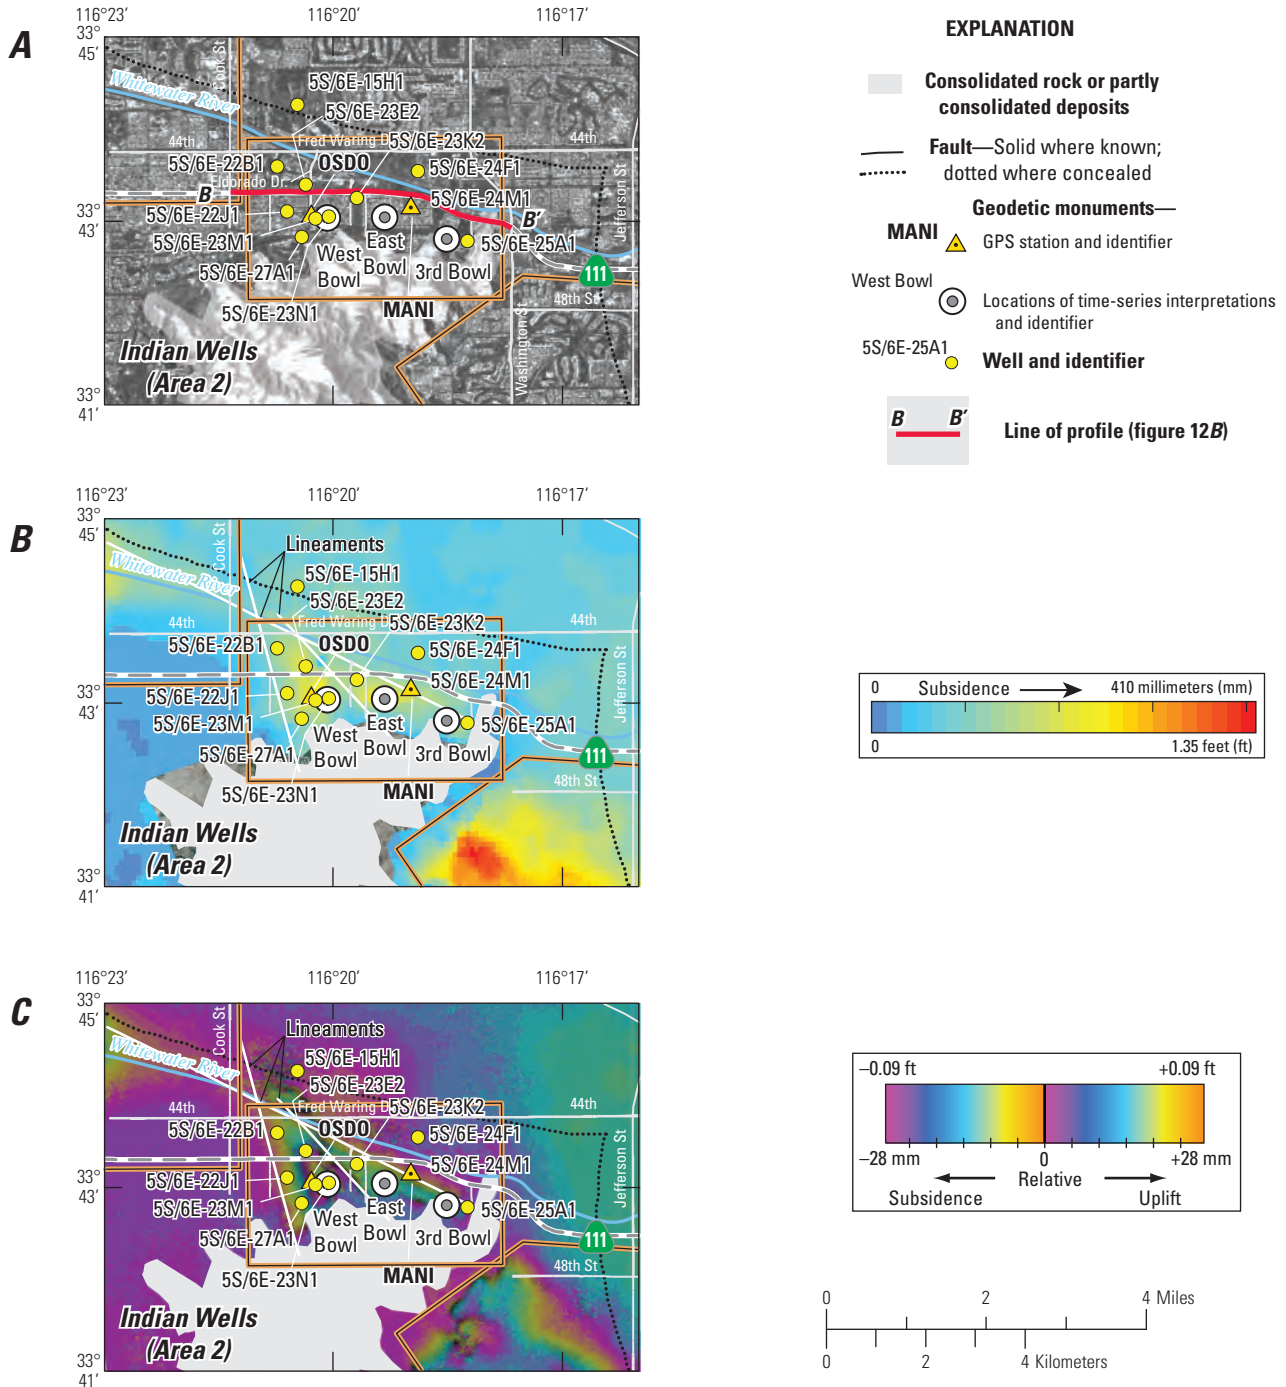 A
116°23′
116°20′
116°17′
33°
45′
Cook St
Whitewater River
5S/6E-15H1
5S/6E-23E2
44th
Fred Waring D
5S/6E-23K2
44th
5S/6E-22B1
OSDO
5S/6E-24F1
Eldorado Dr.
B
5S/6E-24M1
Jefferson St
5S/6E-22J1
33°
43′
B′
5S/6E-23M1
5S/6E-25A1
West
Bowl
East
Bowl
3rd Bowl
5S/6E-27A1
111
5S/6E-23N1
MANI
48th St
Washington St
Indian Wells
(Area 2)
33°
41′
EXPLANATION
Consolidated rock or partly
consolidated deposits
Fault—Solid where known;
dotted where concealed
Geodetic monuments—
MANI
GPS station and identifier
West Bowl
Locations of time-series interpretations
and identifier
5S/6E-25A1
Well and identifier
B B′
Line of profile (figure 12B)
B
116°23′
116°20′
116°17′
33°
45′
Cook St
Lineaments
Whitewater River
5S/6E-15H1
5S/6E-23E2
44th
Fred Waring D
5S/6E-23K2
44th
5S/6E-22B1
OSDO
5S/6E-24F1
5S/6E-24M1
Jefferson St
5S/6E-22J1
33°
43′
5S/6E-23M1
5S/6E-25A1
West
Bowl
East
Bowl
3rd Bowl
5S/6E-27A1
111
5S/6E-23N1
MANI
48th St
Indian Wells
(Area 2)
33°
41′
0 Subsidence 410 millimeters (mm)
0 1.35 feet (ft)
C
116°23′
116°20′
116°17′
33°
45′
Cook St
Lineaments
Whitewater River
5S/6E-15H1
5S/6E-23E2
44th
Fred Waring D
5S/6E-23K2
44th
5S/6E-22B1
OSDO
5S/6E-24F1
5S/6E-24M1
Jefferson St
5S/6E-22J1
33°
43′
5S/6E-23M1
5S/6E-25A1
West
Bowl
East
Bowl
3rd Bowl
5S/6E-27A1
111
5S/6E-23N1
MANI
48th St
Indian Wells
(Area 2)
33°
41′
–0.09 ft +0.09 ft
–28 mm 0 +28 mm
Relative
Subsidence Uplift
0 2 4 Miles
0 2 4 Kilometers